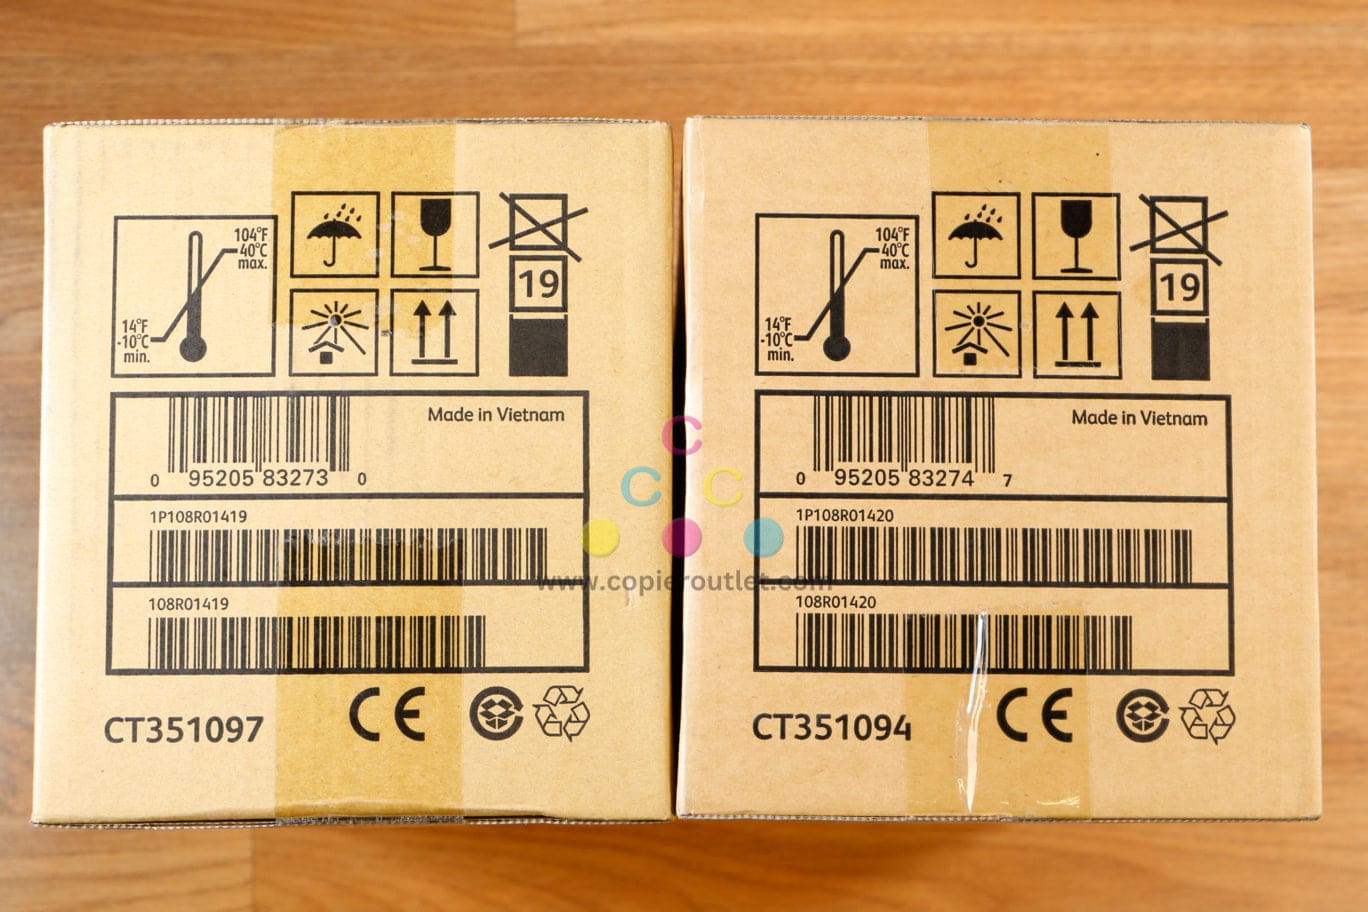 104°F
40°C
max.
14°F
-10°C
min.
19
Made in Vietnam
0 95205 83273 0
1P108R01419
108R01419
CT351097
CE
104°F
40°C
max.
14°F
-10°C
min.
19
Made in Vietnam
0 95205 83274 7
1P108R01420
108R01420
CT351094
CE
C
C C
www.copieroutlet.com